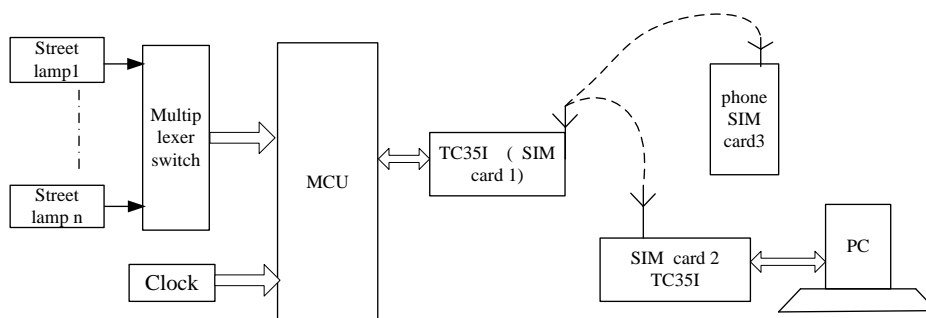 Street
lamp1
Street
lamp n
Multip
lexer
switch
Clock
MCU
TC35I ( SIM
card 1)
phone
SIM
card3
SIM card 2
TC35I
PC